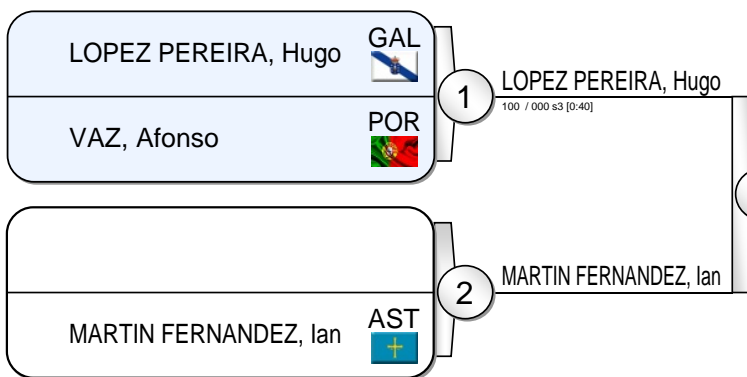 LOPEZ PEREIRA, Hugo GAL
VAZ, Afonso POR
1
LOPEZ PEREIRA, Hugo
100 / 000 s3 [0:40]
MARTIN FERNANDEZ, Ian AST
2
MARTIN FERNANDEZ, Ian